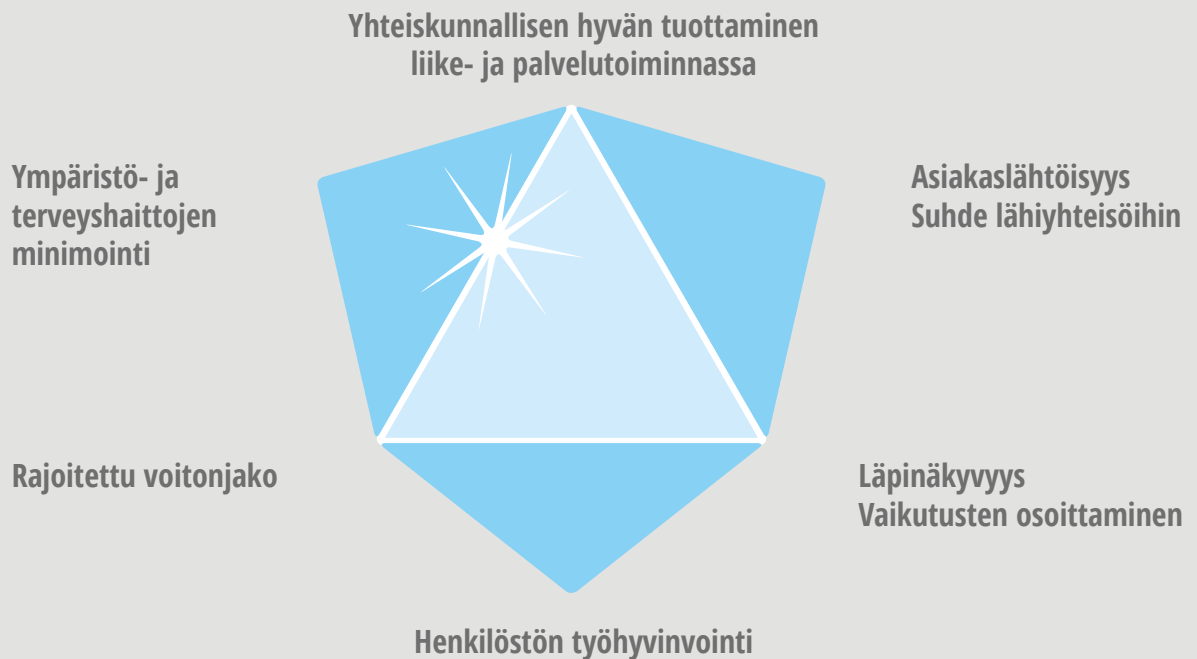 Yhteiskunnallisen hyvän tuottaminen
liike- ja palvelutoiminnassa
Ympäristö- ja
terveyshaittojen
minimointi
Asiakaslähtöisyys
Suhde lähiyhteisöihin
Rajoitettu voitonjako
Läpinäkyvyys
Vaikutusten osoittaminen
Henkilöstön työhyvinvointi